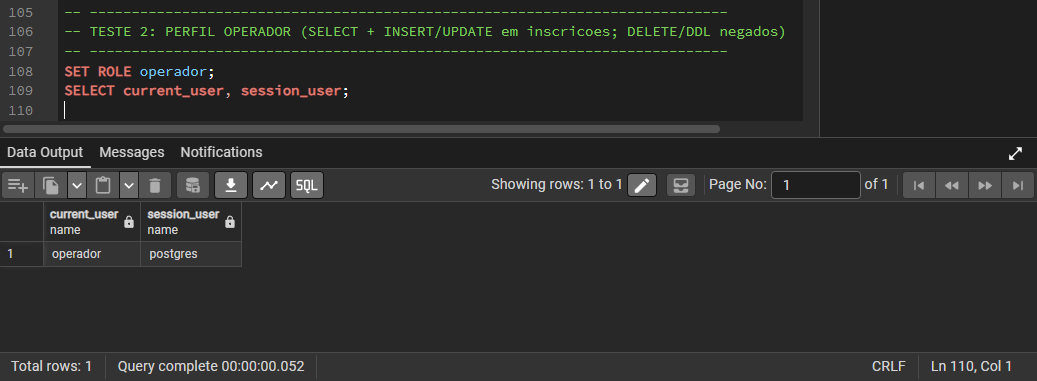 105 -- ---------------------------------------------------------------------------
106 -- TESTE 2: PERFIL OPERADOR (SELECT + INSERT/UPDATE em inscricoes; DELETE/DDL negados)
107 -- ---------------------------------------------------------------------------
108 SET ROLE operador;
109 SELECT current_user, session_user;
110
Data Output Messages Notifications
SQL Showing rows: 1 to 1 Page No: 1 of 1
current_user session_user
name name
1 operador postgres
Total rows: 1 Query complete 00:00:00.052 CRLF Ln 110, Col 1